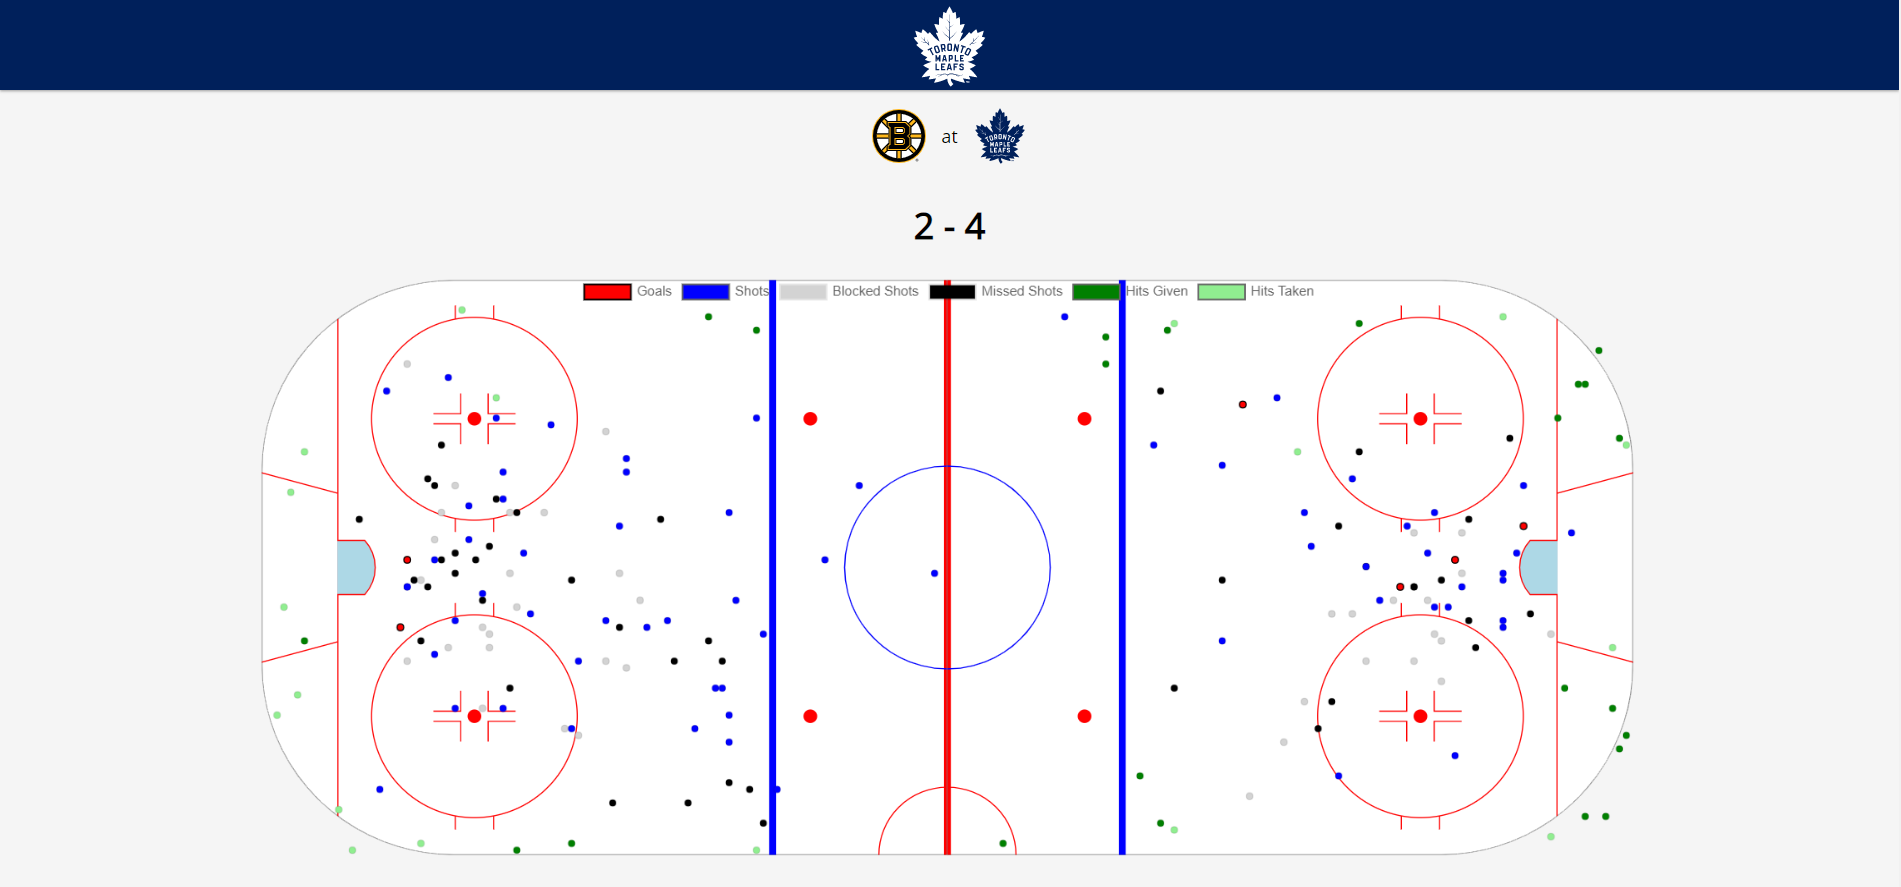 TORONTO
MAPLE
LEAFS
B at TORONTO
MAPLE
LEAFS
2 - 4
Goals Shots Blocked Shots Missed Shots Hits Given Hits Taken